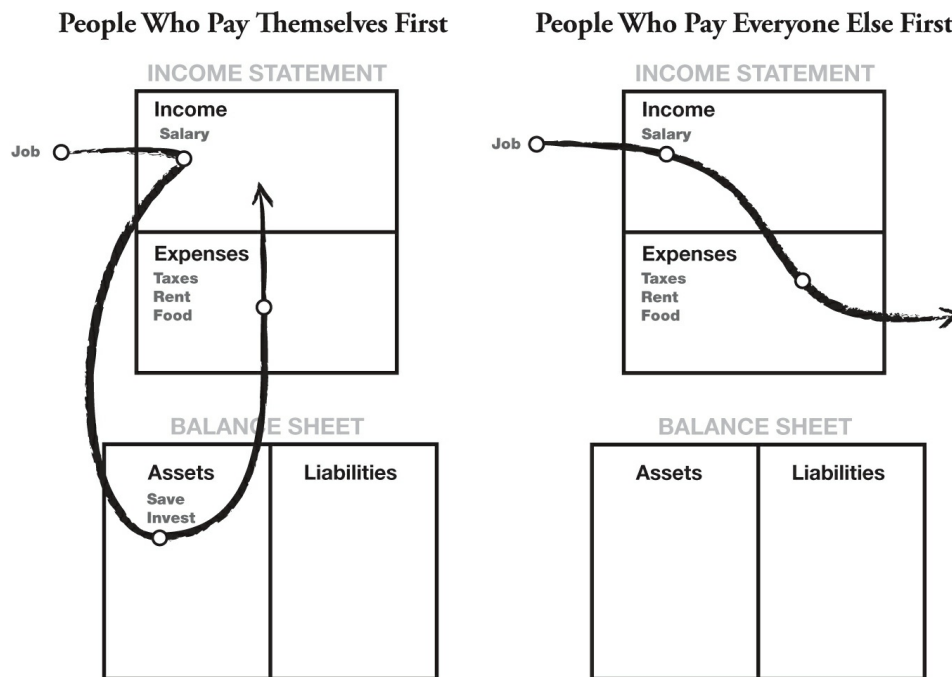 People Who Pay Themselves First
INCOME STATEMENT
Income
Salary
Job
Expenses
Taxes
Rent
Food
BALANCE SHEET
Assets
Save
Invest
Liabilities
People Who Pay Everyone Else First
INCOME STATEMENT
Income
Salary
Job
Expenses
Taxes
Rent
Food
BALANCE SHEET
Assets
Liabilities